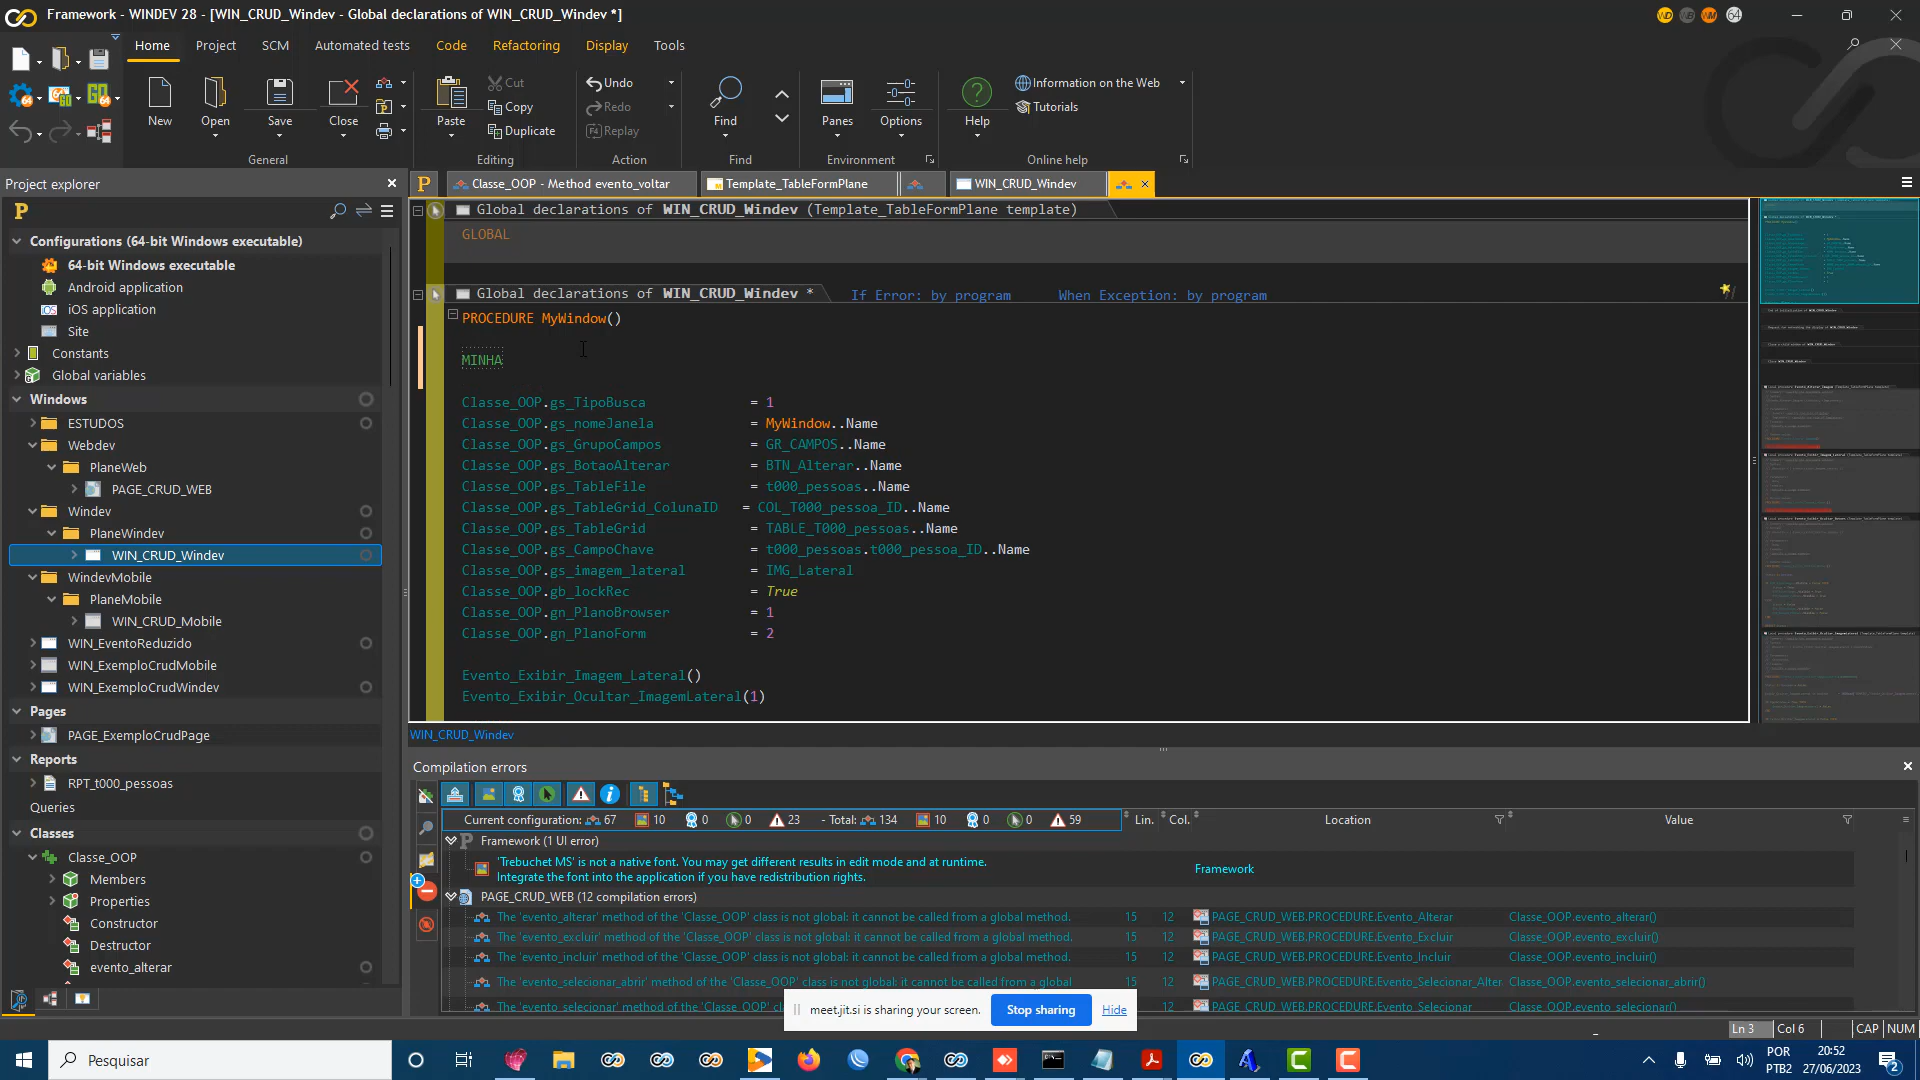 Framework - WINDEV 28 - [WIN_CRUD_Windev - Global declarations of WIN_CRUD_Windev *]
Home Project SCM Automated tests Code Refactoring Display Tools
New Open Save Close Paste Cut Copy Duplicate Undo Redo Replay Find Panes Options Help Information on the Web Tutorials
General Editing Action Find Environment Online help
Project explorer
Configurations (64-bit Windows executable)
64-bit Windows executable
Android application
iOS application
Site
Constants
Global variables
Windows
ESTUDOS
Webdev
PlaneWeb
PAGE_CRUD_WEB
Windev
PlaneWindev
WIN_CRUD_Windev
WindevMobile
PlaneMobile
WIN_CRUD_Mobile
WIN_EventoReduzido
WIN_ExemploCrudMobile
WIN_ExemploCrudWindev
Pages
PAGE_ExemploCrudPage
Reports
RPT_t000_pessoas
Queries
Classes
Classe_OOP
Members
Properties
Constructor
Destructor
evento_alterar
Classe_OOP - Method evento_voltar Template_TableFormPlane WIN_CRUD_Windev
Global declarations of WIN_CRUD_Windev (Template_TableFormPlane template)
GLOBAL
Global declarations of WIN_CRUD_Windev * If Error: by program When Exception: by program
PROCEDURE MyWindow()
MINHA
Classe_OOP.gs_TipoBusca = 1
Classe_OOP.gs_nomeJanela = MyWindow..Name
Classe_OOP.gs_GrupoCampos = GR_CAMPOS..Name
Classe_OOP.gs_BotaoAlterar = BTN_Alterar..Name
Classe_OOP.gs_TableFile = t000_pessoas..Name
Classe_OOP.gs_TableGrid_ColunaID = COL_T000_pessoa_ID..Name
Classe_OOP.gs_TableGrid = TABLE_T000_pessoas..Name
Classe_OOP.gs_CampoChave = t000_pessoas.t000_pessoa_ID..Name
Classe_OOP.gs_imagem_lateral = IMG_Lateral
Classe_OOP.gb_lockRec = True
Classe_OOP.gn_PlanoBrowser = 1
Classe_OOP.gn_PlanoForm = 2
Evento_Exibir_Imagem_Lateral()
Evento_Exibir_Ocultar_ImagemLateral(1)
WIN_CRUD_Windev
Compilation errors
Current configuration: 67 10 0 0 23 - Total: 134 10 0 0 59 Lin. Col. Location Value
Framework (1 UI error)
'Trebuchet MS' is not a native font. You may get different results in edit mode and at runtime.
Integrate the font into the application if you have redistribution rights. Framework
PAGE_CRUD_WEB (12 compilation errors)
The 'evento_alterar' method of the 'Classe_OOP' class is not global: it cannot be called from a global method. 15 12 PAGE_CRUD_WEB.PROCEDURE.Evento_Alterar Classe_OOP.evento_alterar()
The 'evento_excluir' method of the 'Classe_OOP' class is not global: it cannot be called from a global method. 15 12 PAGE_CRUD_WEB.PROCEDURE.Evento_Excluir Classe_OOP.evento_excluir()
The 'evento_incluir' method of the 'Classe_OOP' class is not global: it cannot be called from a global method. 15 12 PAGE_CRUD_WEB.PROCEDURE.Evento_Incluir Classe_OOP.evento_incluir()
The 'evento_selecionar_abrir' method of the 'Classe_OOP' class is not global: it cannot be called from a global 15 12 PAGE_CRUD_WEB.PROCEDURE.Evento_Selecionar_Alter Classe_OOP.evento_selecionar_abrir()
The 'evento_selecionar' method of the 'Classe_OOP' 15 12 PAGE_CRUD_WEB.PROCEDURE.Evento_Selecionar Classe_OOP.evento_selecionar()
meet.jit.si is sharing your screen. Stop sharing Hide
Ln 3 Col 6 CAP NUM
Pesquisar
POR
PTB2
20:52
27/06/2023
2